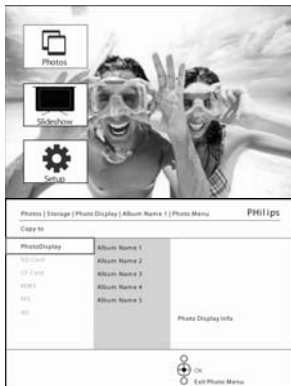 Photos
Slideshow
Setup
Photos | Storage | Photo Display | Album Name 1 | Photo Menu
PHilips
Copy to
PhotoDisplay
Album Name 1
SD Card
Album Name 2
CF Card
Album Name 3
Album Name 4
MS
Album Name 5
Photo Display Info
OK
Exit Photo Menu